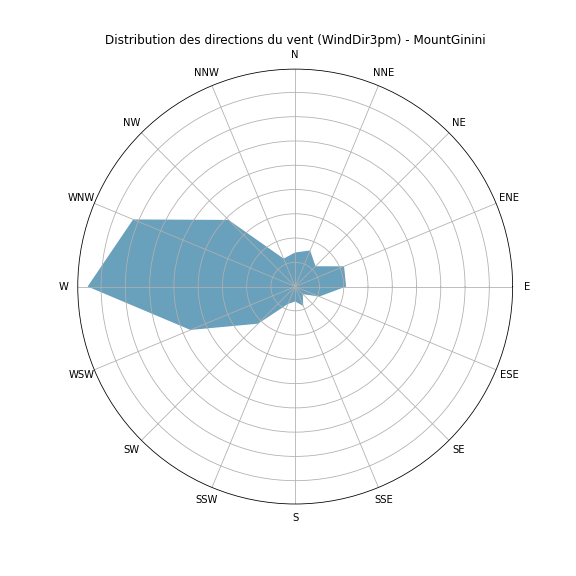 Distribution des directions du vent (WindDir3pm) - MountGinini
N
NNW
NNE
NW
NE
WNW
ENE
W
E
WSW
ESE
SW
SE
SSW
SSE
S